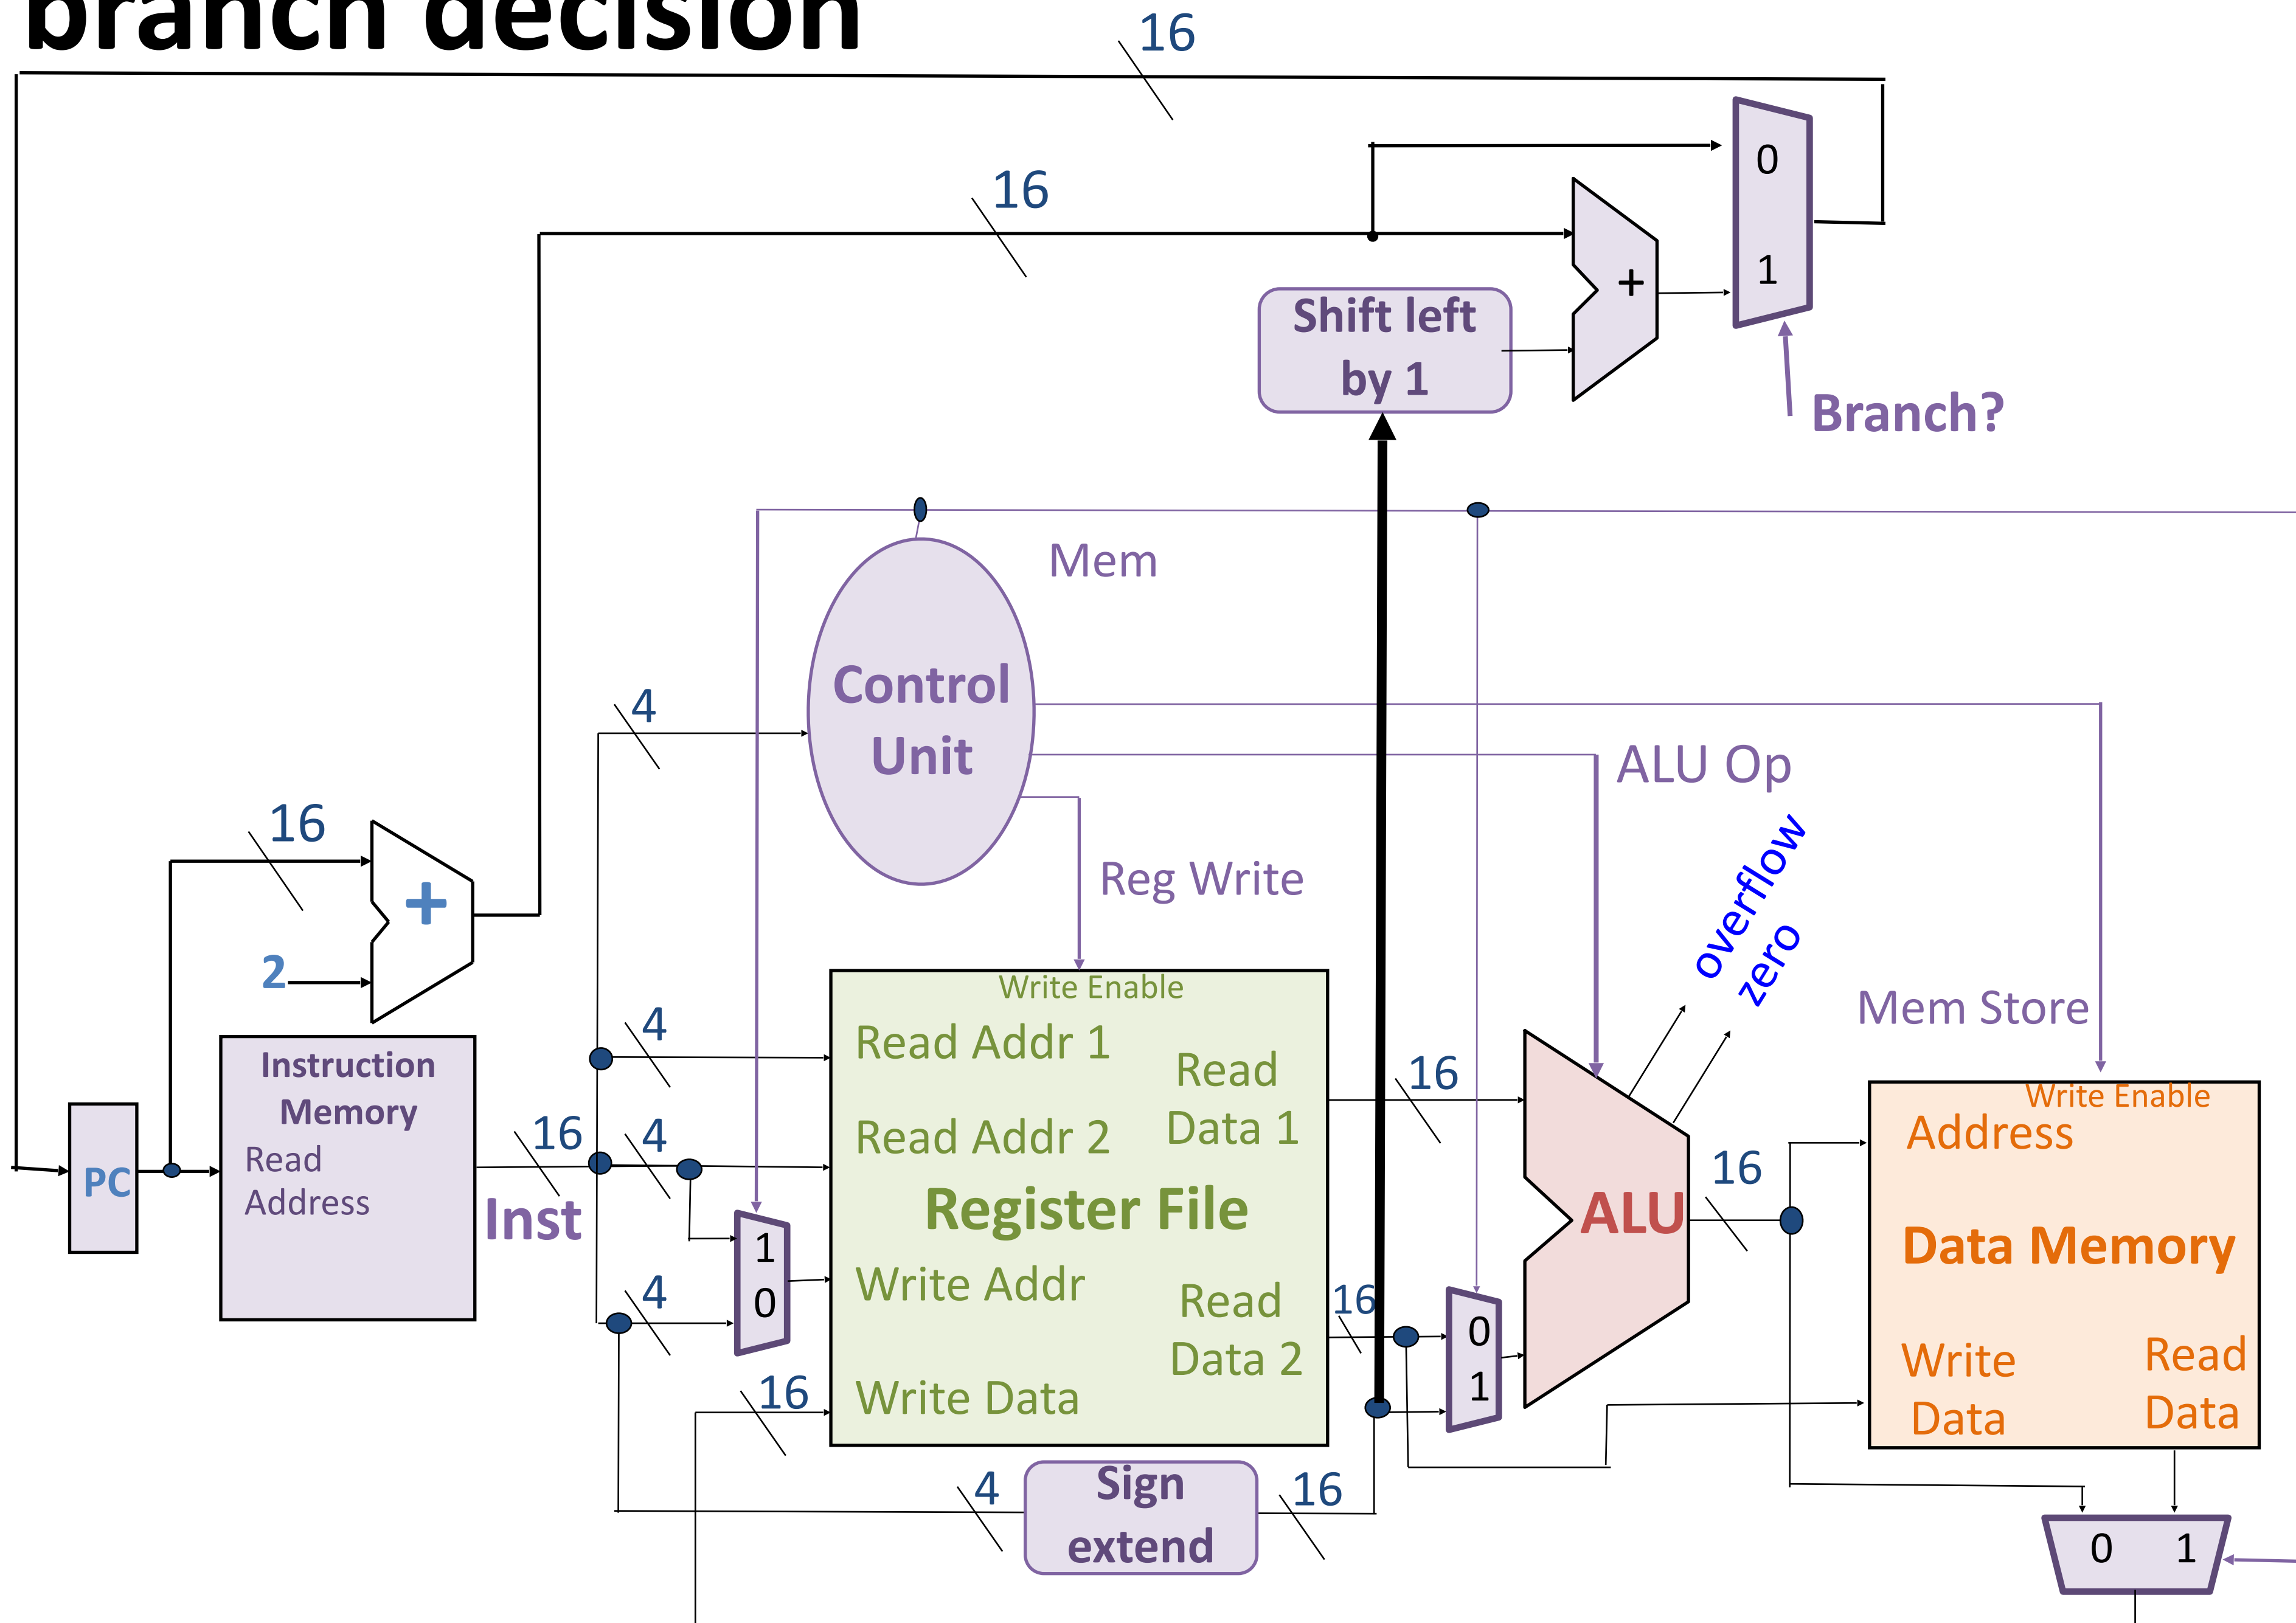 branch decision
16
16
0
1
+
Shift left
by 1
Branch?
Mem
Control
Unit
4
ALU Op
16
+
2
Reg Write
overflow
zero
Mem Store
Instruction
Memory
Read
Address
PC
16
Inst
4
4
4
16
1
0
Write Enable
Read Addr 1
Read Addr 2
Register File
Write Addr
Write Data
Read
Data 1
Read
Data 2
16
16
0
1
ALU
16
Write Enable
Address
Data Memory
Write
Data
Read
Data
4
Sign
extend
16
0 1